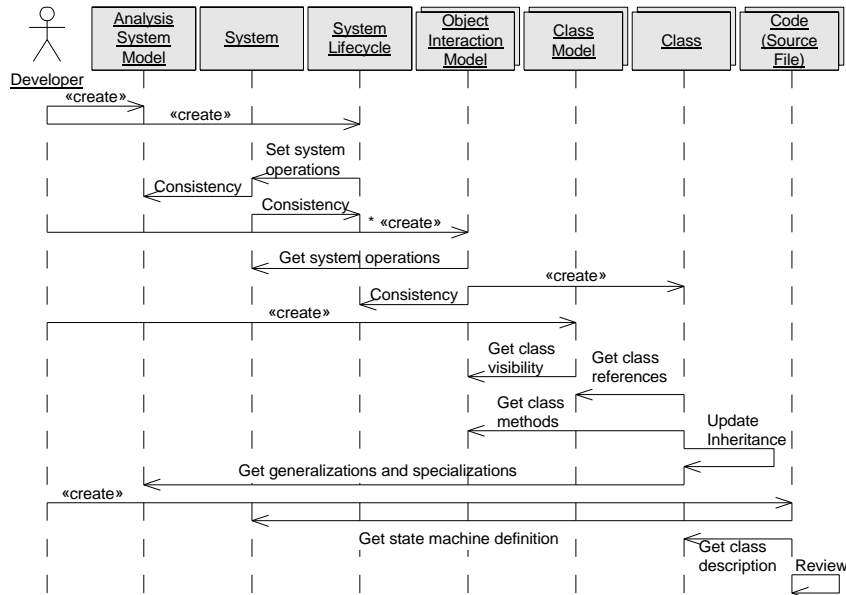 Analysis
System
Model
System
System
Lifecycle
Object
Interaction
Model
Class
Model
Class
Code
(Source
File)
Developer
«create»
«create»
Set system
operations
Consistency
Consistency
* «create»
Get system operations
«create»
Consistency
«create»
Get class
visibility
Get class
references
Get class
methods
Update
Inheritance
Get generalizations and specializations
«create»
Get state machine definition
Get class
description
Review